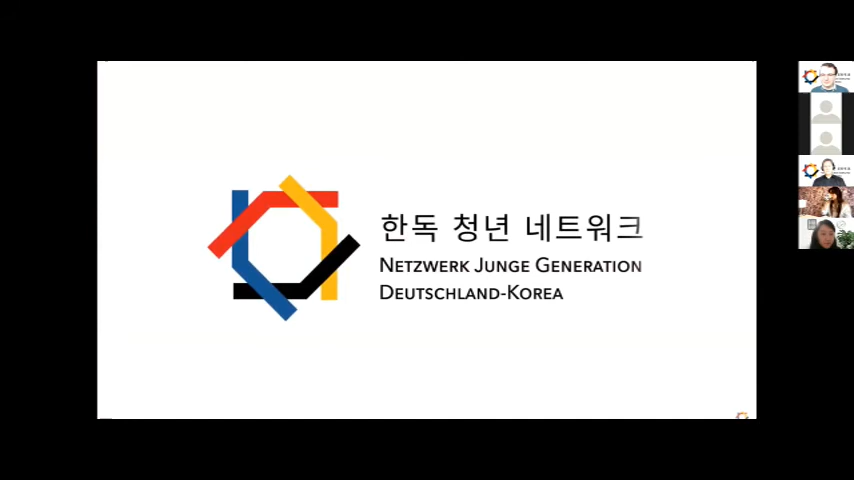 한독 청년 네트워크
NETZWERK JUNGE GENERATION
DEUTSCHLAND-KOREA